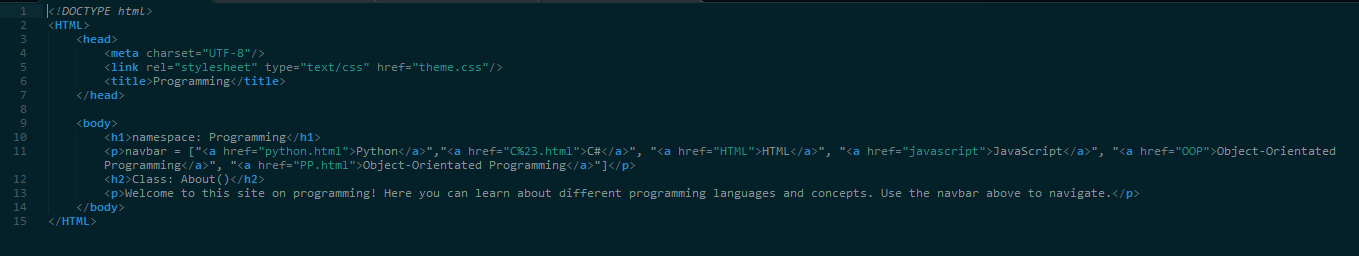 1 <!DOCTYPE html>
2 <HTML>
3 <head>
4 <meta charset="UTF-8"/>
5 <link rel="stylesheet" type="text/css" href="theme.css"/>
6 <title>Programming</title>
7 </head>
8
9 <body>
10 <h1>namespace: Programming</h1>
11 <p>navbar = ["<a href="python.html">Python</a>","<a href="C%23.html">C#</a>", "<a href="HTML">HTML</a>", "<a href="javascript">JavaScript</a>", "<a href="OOP">Object-Orientated
Programming</a>", "<a href="PP.html">Object-Orientated Programming</a>"]</p>
12 <h2>Class: About()</h2>
13 <p>Welcome to this site on programming! Here you can learn about different programming languages and concepts. Use the navbar above to navigate.</p>
14 </body>
15 </HTML>